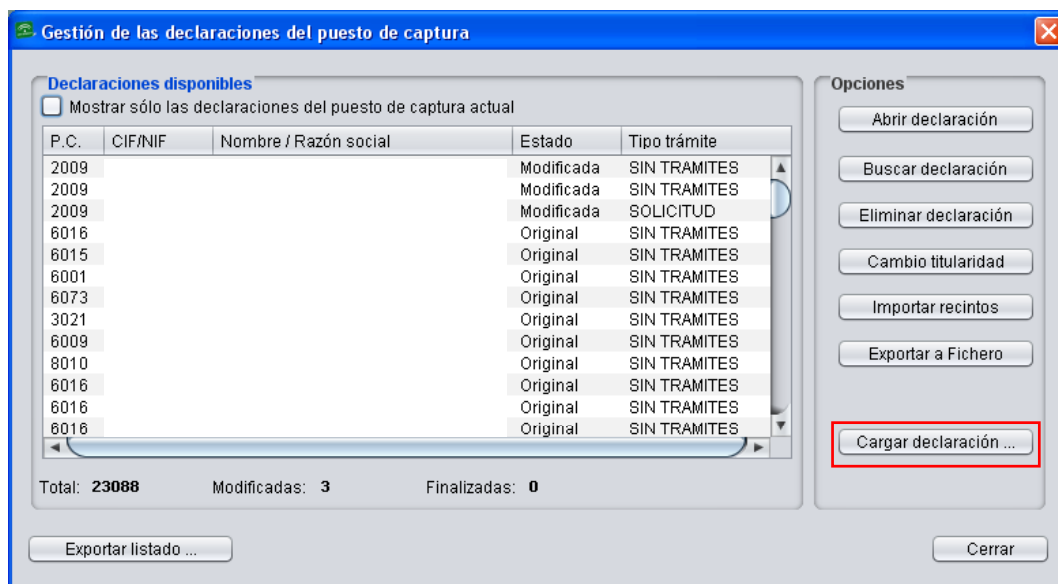 Gestión de las declaraciones del puesto de captura
Declaraciones disponibles
Mostrar sólo las declaraciones del puesto de captura actual
P.C. CIF/NIF Nombre / Razón social Estado Tipo trámite
2009 Modificada SIN TRAMITES
2009 Modificada SIN TRAMITES
2009 Modificada SOLICITUD
6016 Original SIN TRAMITES
6015 Original SIN TRAMITES
6001 Original SIN TRAMITES
6073 Original SIN TRAMITES
3021 Original SIN TRAMITES
6009 Original SIN TRAMITES
8010 Original SIN TRAMITES
6016 Original SIN TRAMITES
6016 Original SIN TRAMITES
6016 Original SIN TRAMITES
Total: 23088 Modificadas: 3 Finalizadas: 0
Opciones
Abrir declaración
Buscar declaración
Eliminar declaración
Cambio titularidad
Importar recintos
Exportar a Fichero
Cargar declaración ...
Exportar listado ...
Cerrar